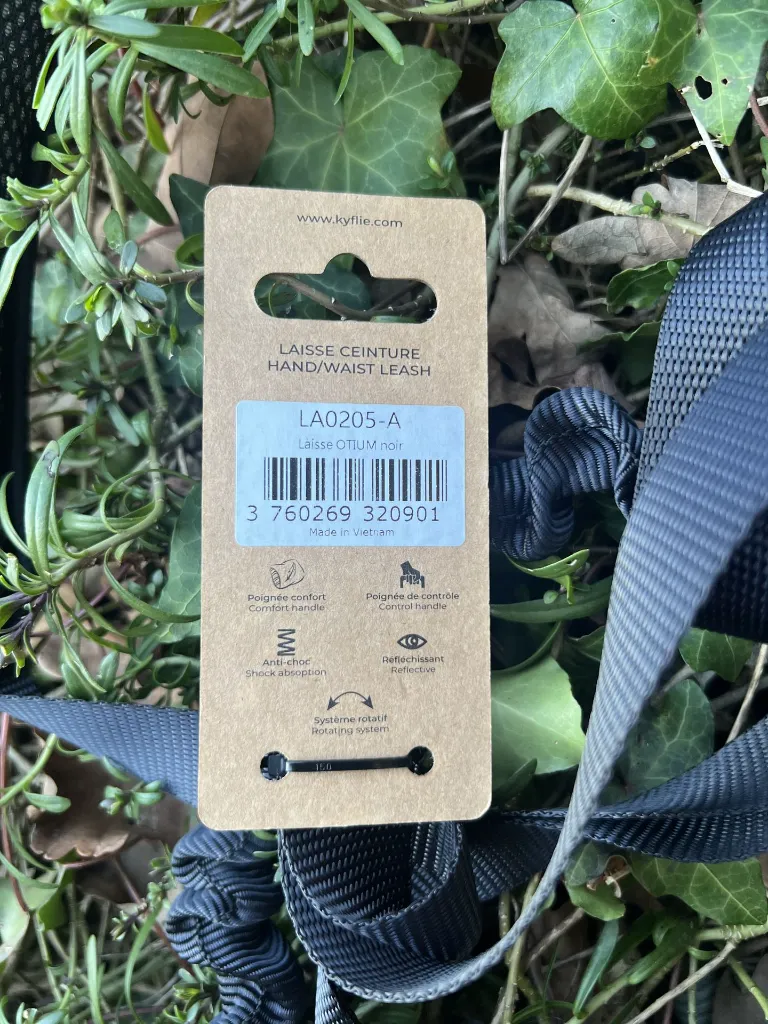 www.kyflie.com
LAISSE CEINTURE
HAND/WAIST LEASH
LA0205-A
Laisse OTIUM noir
3 760269 320901
Made in Vietnam
Poignée confort
Comfort handle
Poignée de contrôle
Control handle
Anti-choc
Shock absoption
Réfléchissant
Reflective
Système rotatif
Rotating system
150